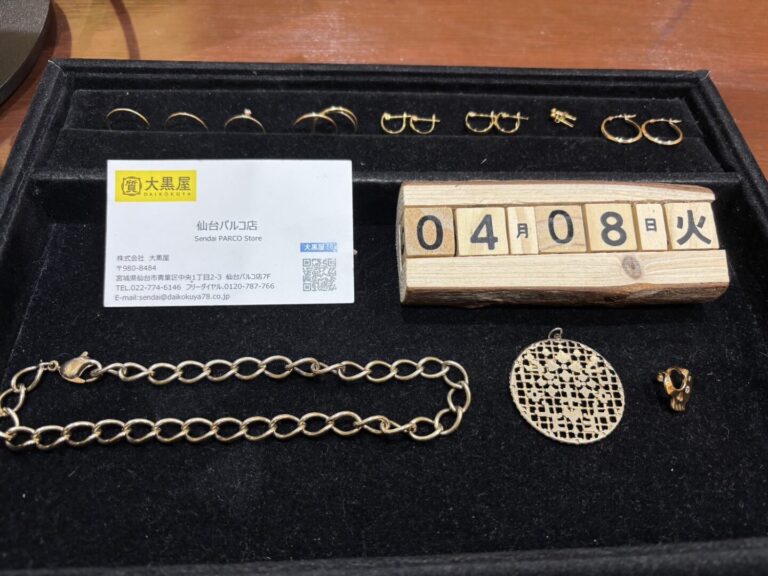 質 大黒屋
DAIKOKUYA
仙台パルコ店
Sendai PARCO Store
株式会社 大黒屋
〒980-8484
宮城県仙台市青葉区中央1丁目2-3 仙台パルコ店7F
TEL.022-774-6146 フリーダイヤル.0120-787-766
E-mail:sendai@daikokuya78.co.jp
大黒屋
04月08日火